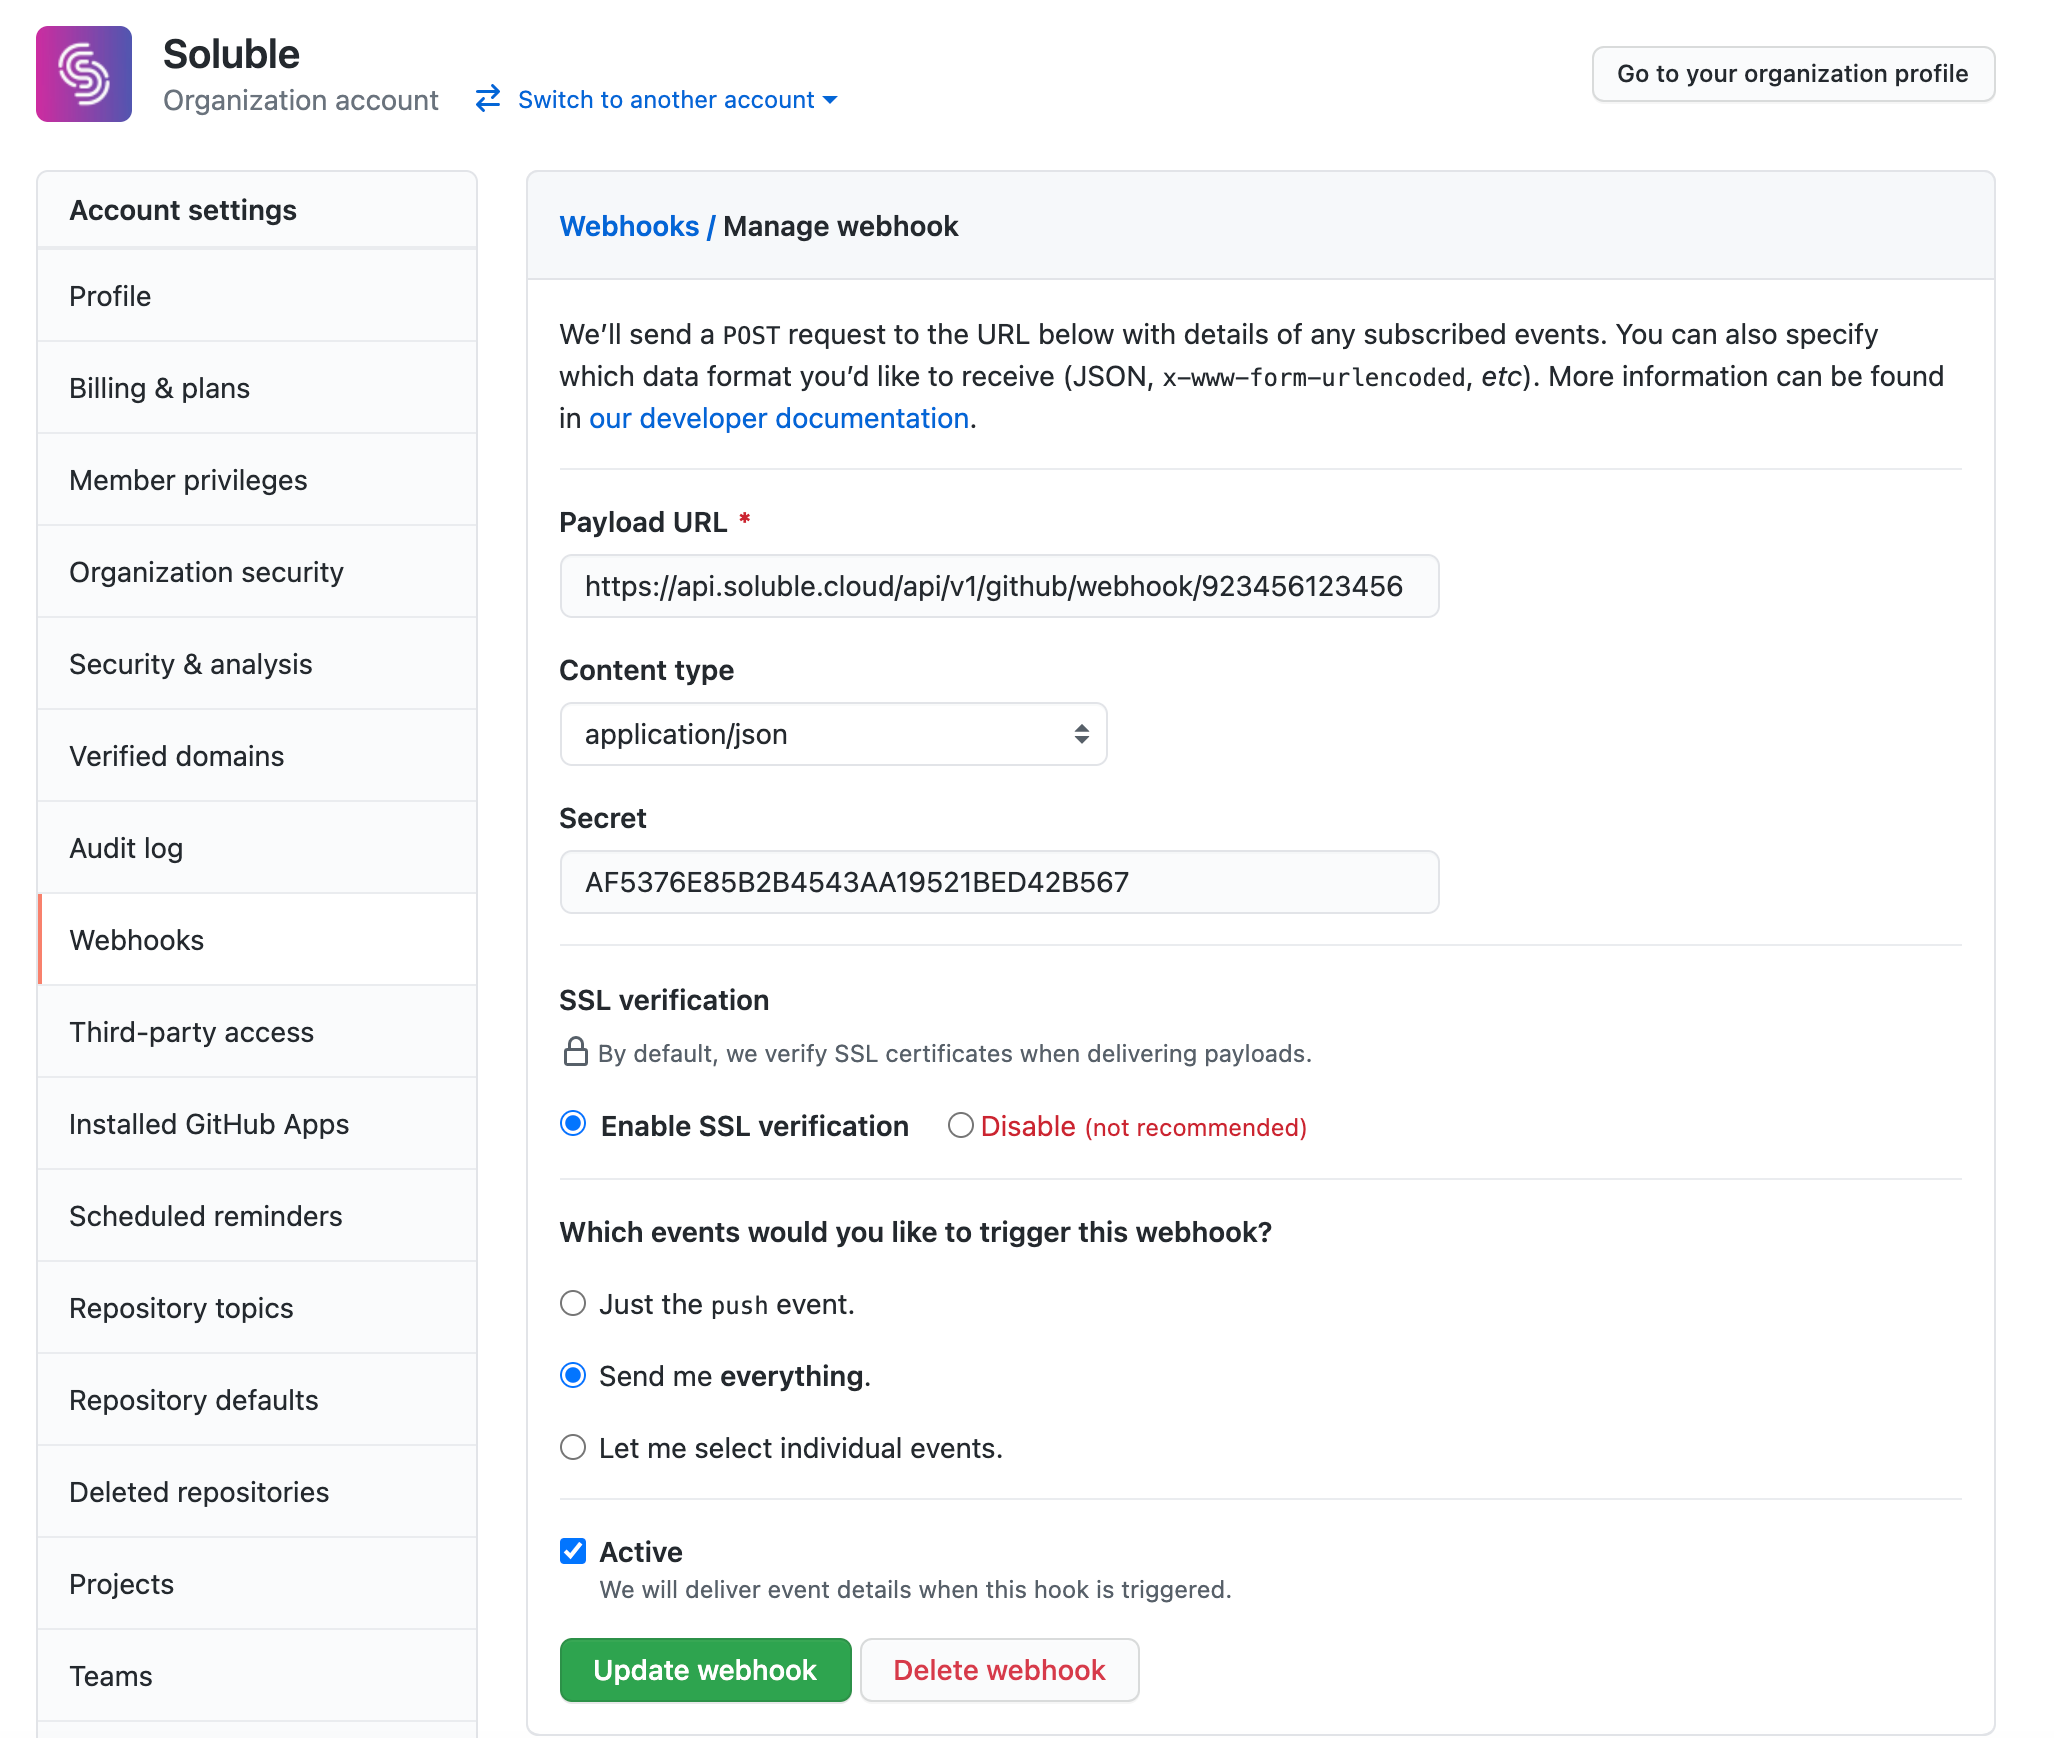 Soluble
Organization account
Switch to another account
Go to your organization profile
Account settings
Profile
Billing & plans
Member privileges
Organization security
Security & analysis
Verified domains
Audit log
Webhooks
Third-party access
Installed GitHub Apps
Scheduled reminders
Repository topics
Repository defaults
Deleted repositories
Projects
Teams
Webhooks / Manage webhook
We’ll send a POST request to the URL below with details of any subscribed events. You can also specify
which data format you’d like to receive (JSON, x-www-form-urlencoded, etc). More information can be found
in our developer documentation.
Payload URL *
https://api.soluble.cloud/api/v1/github/webhook/923456123456
Content type
application/json
Secret
AF5376E85B2B4543AA19521BED42B567
SSL verification
By default, we verify SSL certificates when delivering payloads.
Enable SSL verification Disable (not recommended)
Which events would you like to trigger this webhook?
Just the push event.
Send me everything.
Let me select individual events.
Active
We will deliver event details when this hook is triggered.
Update webhook Delete webhook